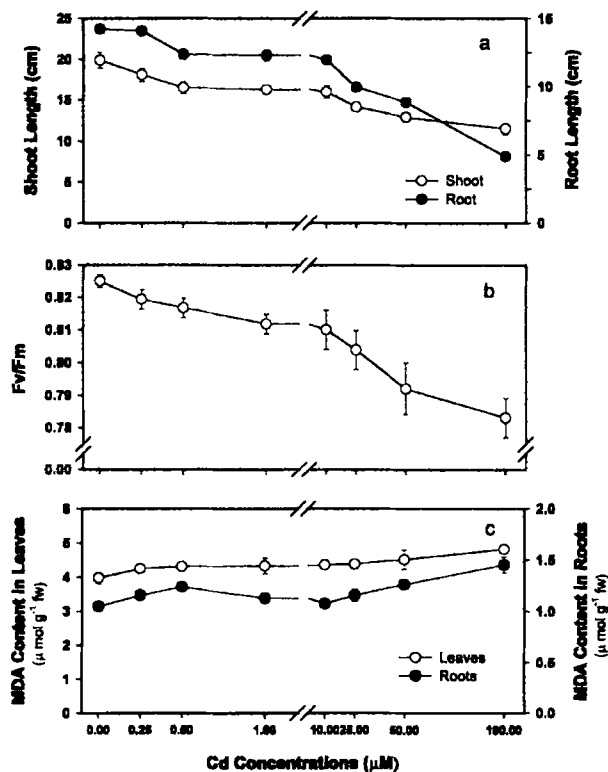 a
25
20
15
10
5
0
Shoot Length (cm)
15
10
5
0
Root Length (cm)
Shoot
Root
b
0.83
0.82
0.81
0.80
0.79
0.78
0.00
Fv/Fm
c
8
6
5
4
3
2
1
0
MDA Content in Leaves
(μ mol g⁻¹ fw)
2.0
1.5
1.0
0.5
0.0
MDA Content in Roots
(μ mol g⁻¹ fw)
Leaves
Roots
0.00 0.25 0.50 1.00 10.00 25.00 50.00 100.00
Cd Concentrations (μM)